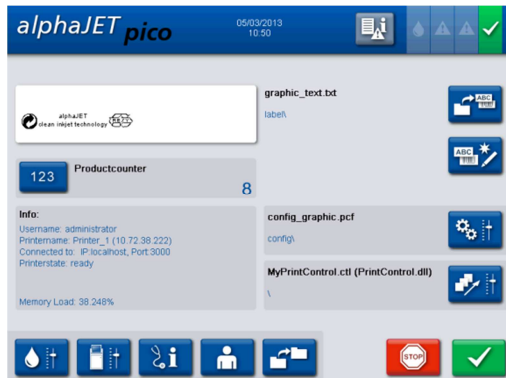 alphaJET pico
05/03/2013
10:50
alphaJET
clean inkjet technology
graphic_text.txt
label\
ABC
ABC
123
Productcounter
8
Info:
Username: administrator
Printername: Printer_1 (10.72.38.222)
Connected to: IP:localhost, Port:3000
Printerstate: ready
Memory Load: 38.248%
config_graphic.pcf
config\
MyPrintControl.ctl (PrintControl.dll)
\
STOP